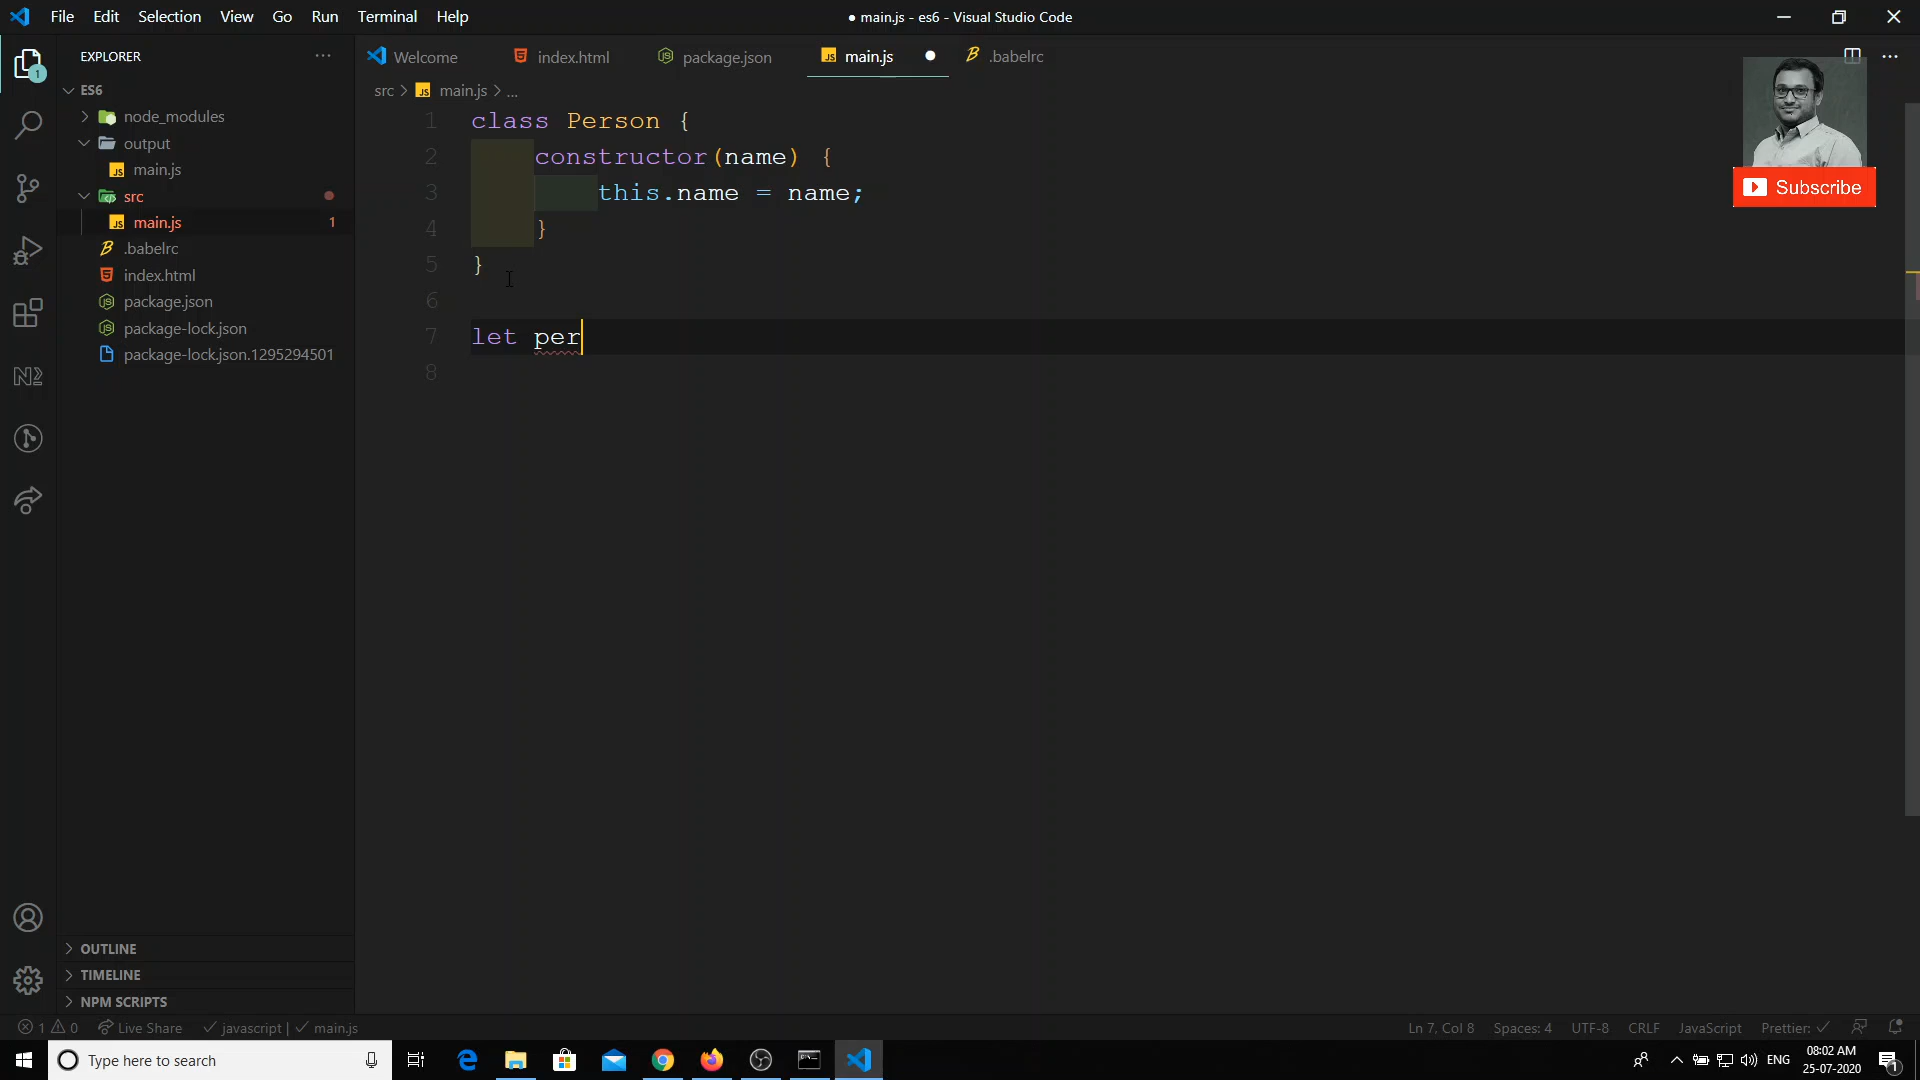 File Edit Selection View Go Run Terminal Help
● main.js - es6 - Visual Studio Code
EXPLORER
Welcome index.html package.json main.js .babelrc
1
ES6
src > main.js > ...
node_modules
output
main.js
src
main.js 1
.babelrc
index.html
package.json
package-lock.json
package-lock.json.1295294501
1 class Person {
2 constructor(name) {
3 this.name = name;
4 }
5 }
6
7 let per
8
Subscribe
OUTLINE
TIMELINE
NPM SCRIPTS
1 0 Live Share javascript | main.js
Ln 7, Col 8 Spaces: 4 UTF-8 CRLF JavaScript Prettier: ✓
Type here to search
ENG
08:02 AM
25-07-2020
1